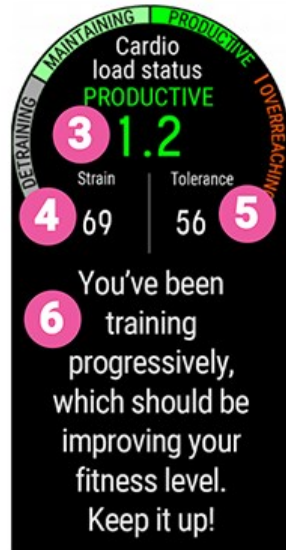 DETRAINING
MAINTAINING
PRODUCTIVE
OVERREACHING
Cardio
load status
PRODUCTIVE
3 1.2
Strain Tolerance
4 69 56 5
6 You've been
training
progressively,
which should be
improving your
fitness level.
Keep it up!